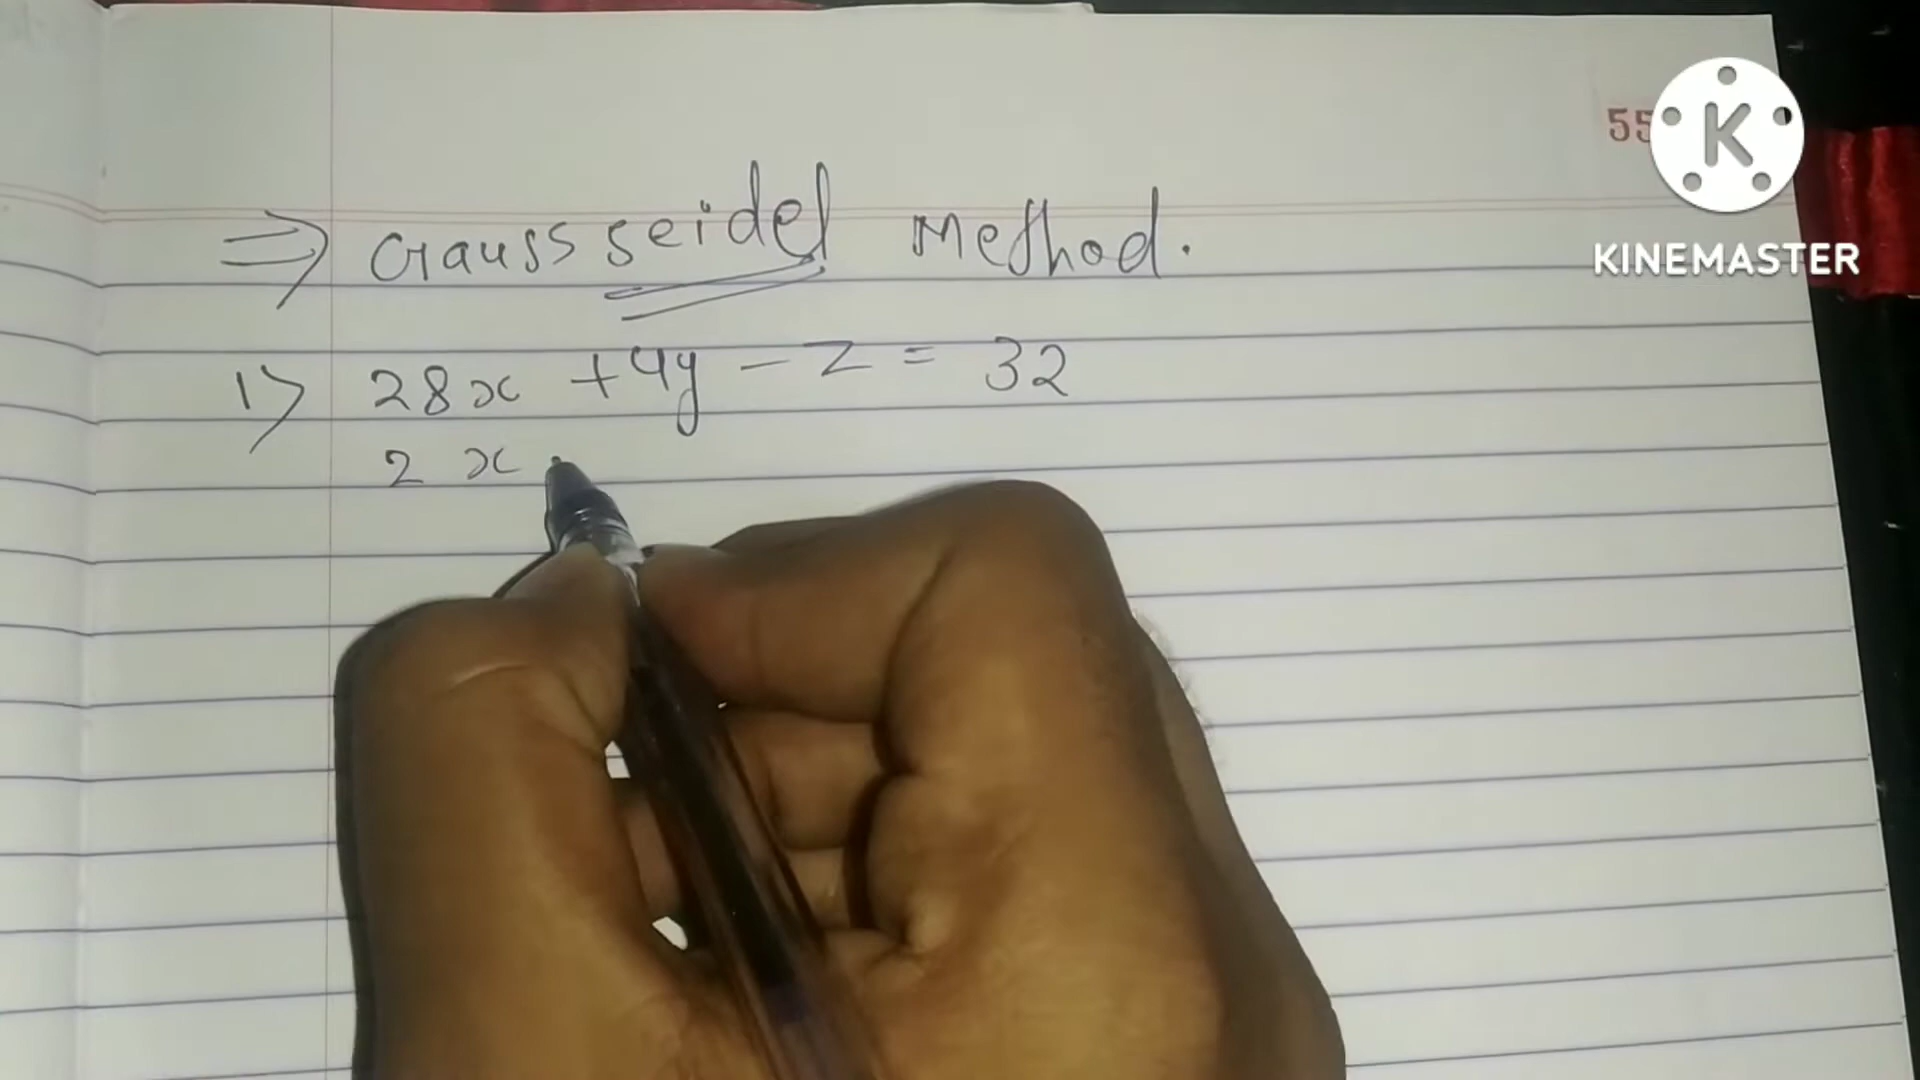 55
K
KINEMASTER
⇒ Gauss seidel Method.
1) 28x + 4y - z = 32
2x